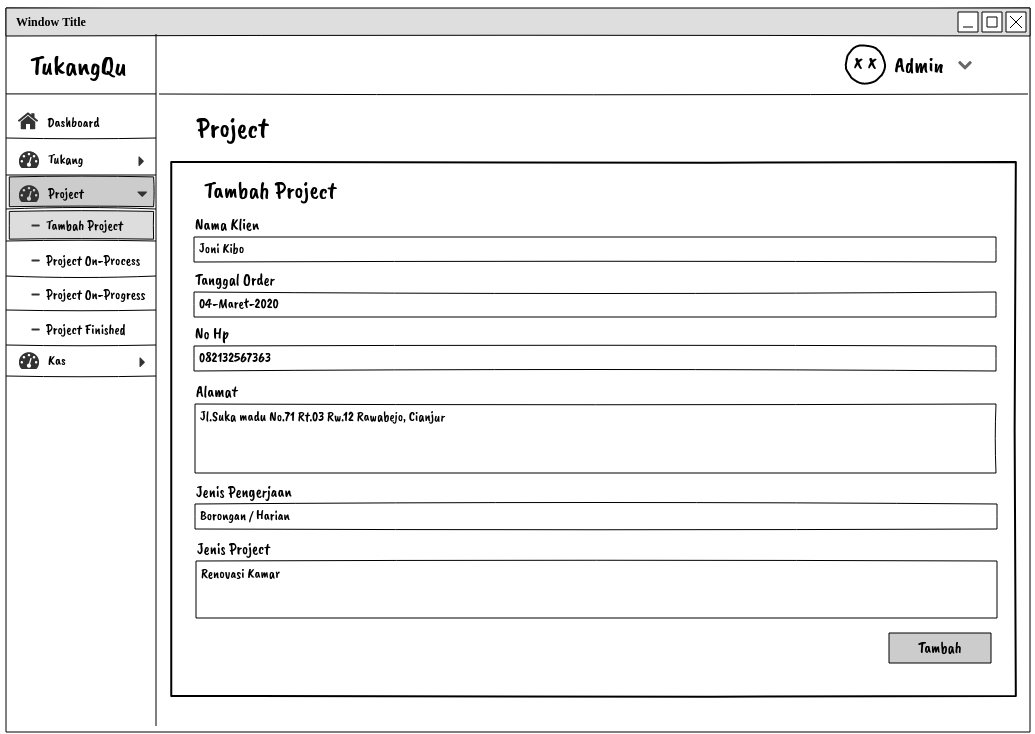 Window Title
TukangQu
Admin
Dashboard
Tukang
Project
– Tambah Project
– Project On-Process
– Project On-Progress
– Project Finished
Kas
Project
Tambah Project
Nama Klien
Joni Kibo
Tanggal Order
04-Maret-2020
No Hp
082132567363
Alamat
Jl.Suka madu No.71 Rt.03 Rw.12 Rawabejo, Cianjur
Jenis Pengerjaan
Borongan / Harian
Jenis Project
Renovasi Kamar
Tambah